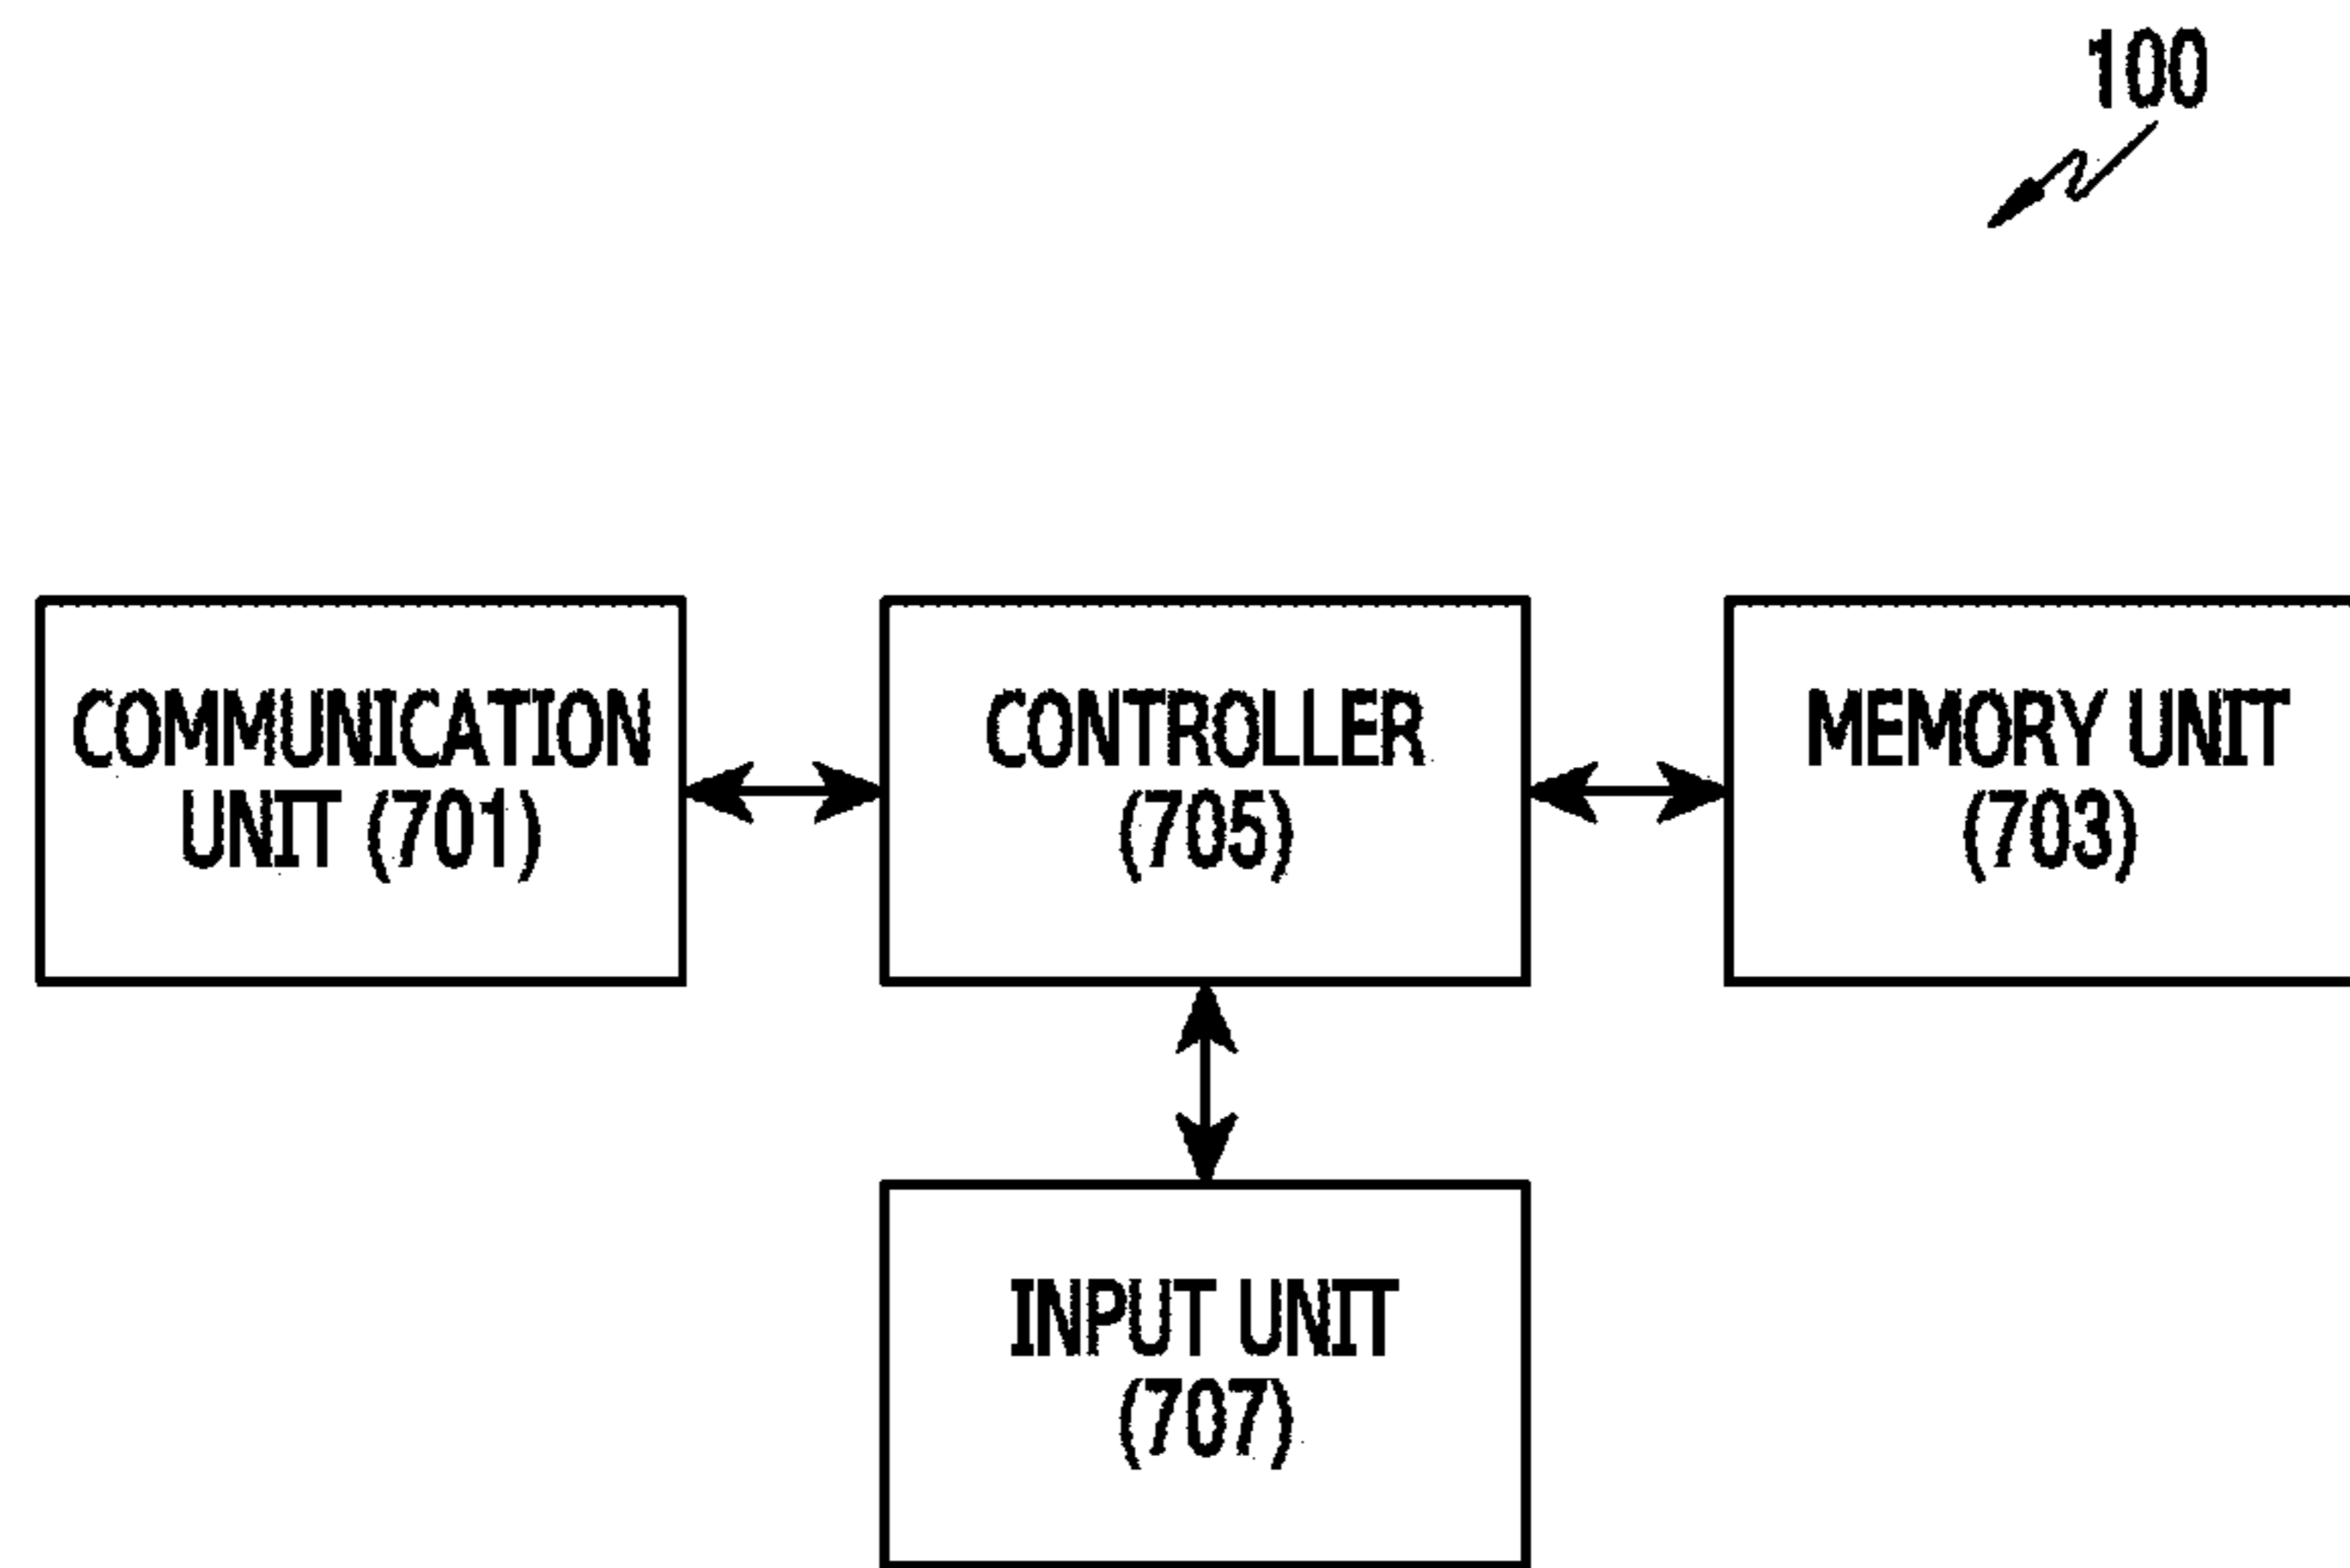 100
COMMUNICATION
UNIT (701)
CONTROLLER
(705)
MEMORY UNIT
(703)
INPUT UNIT
(707)